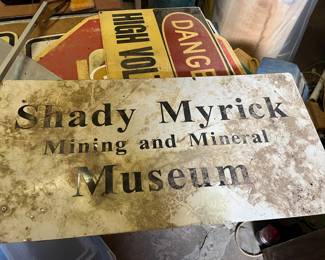 HIGH VOL
DANGE
Shady Myrick
Mining and Mineral
Museum